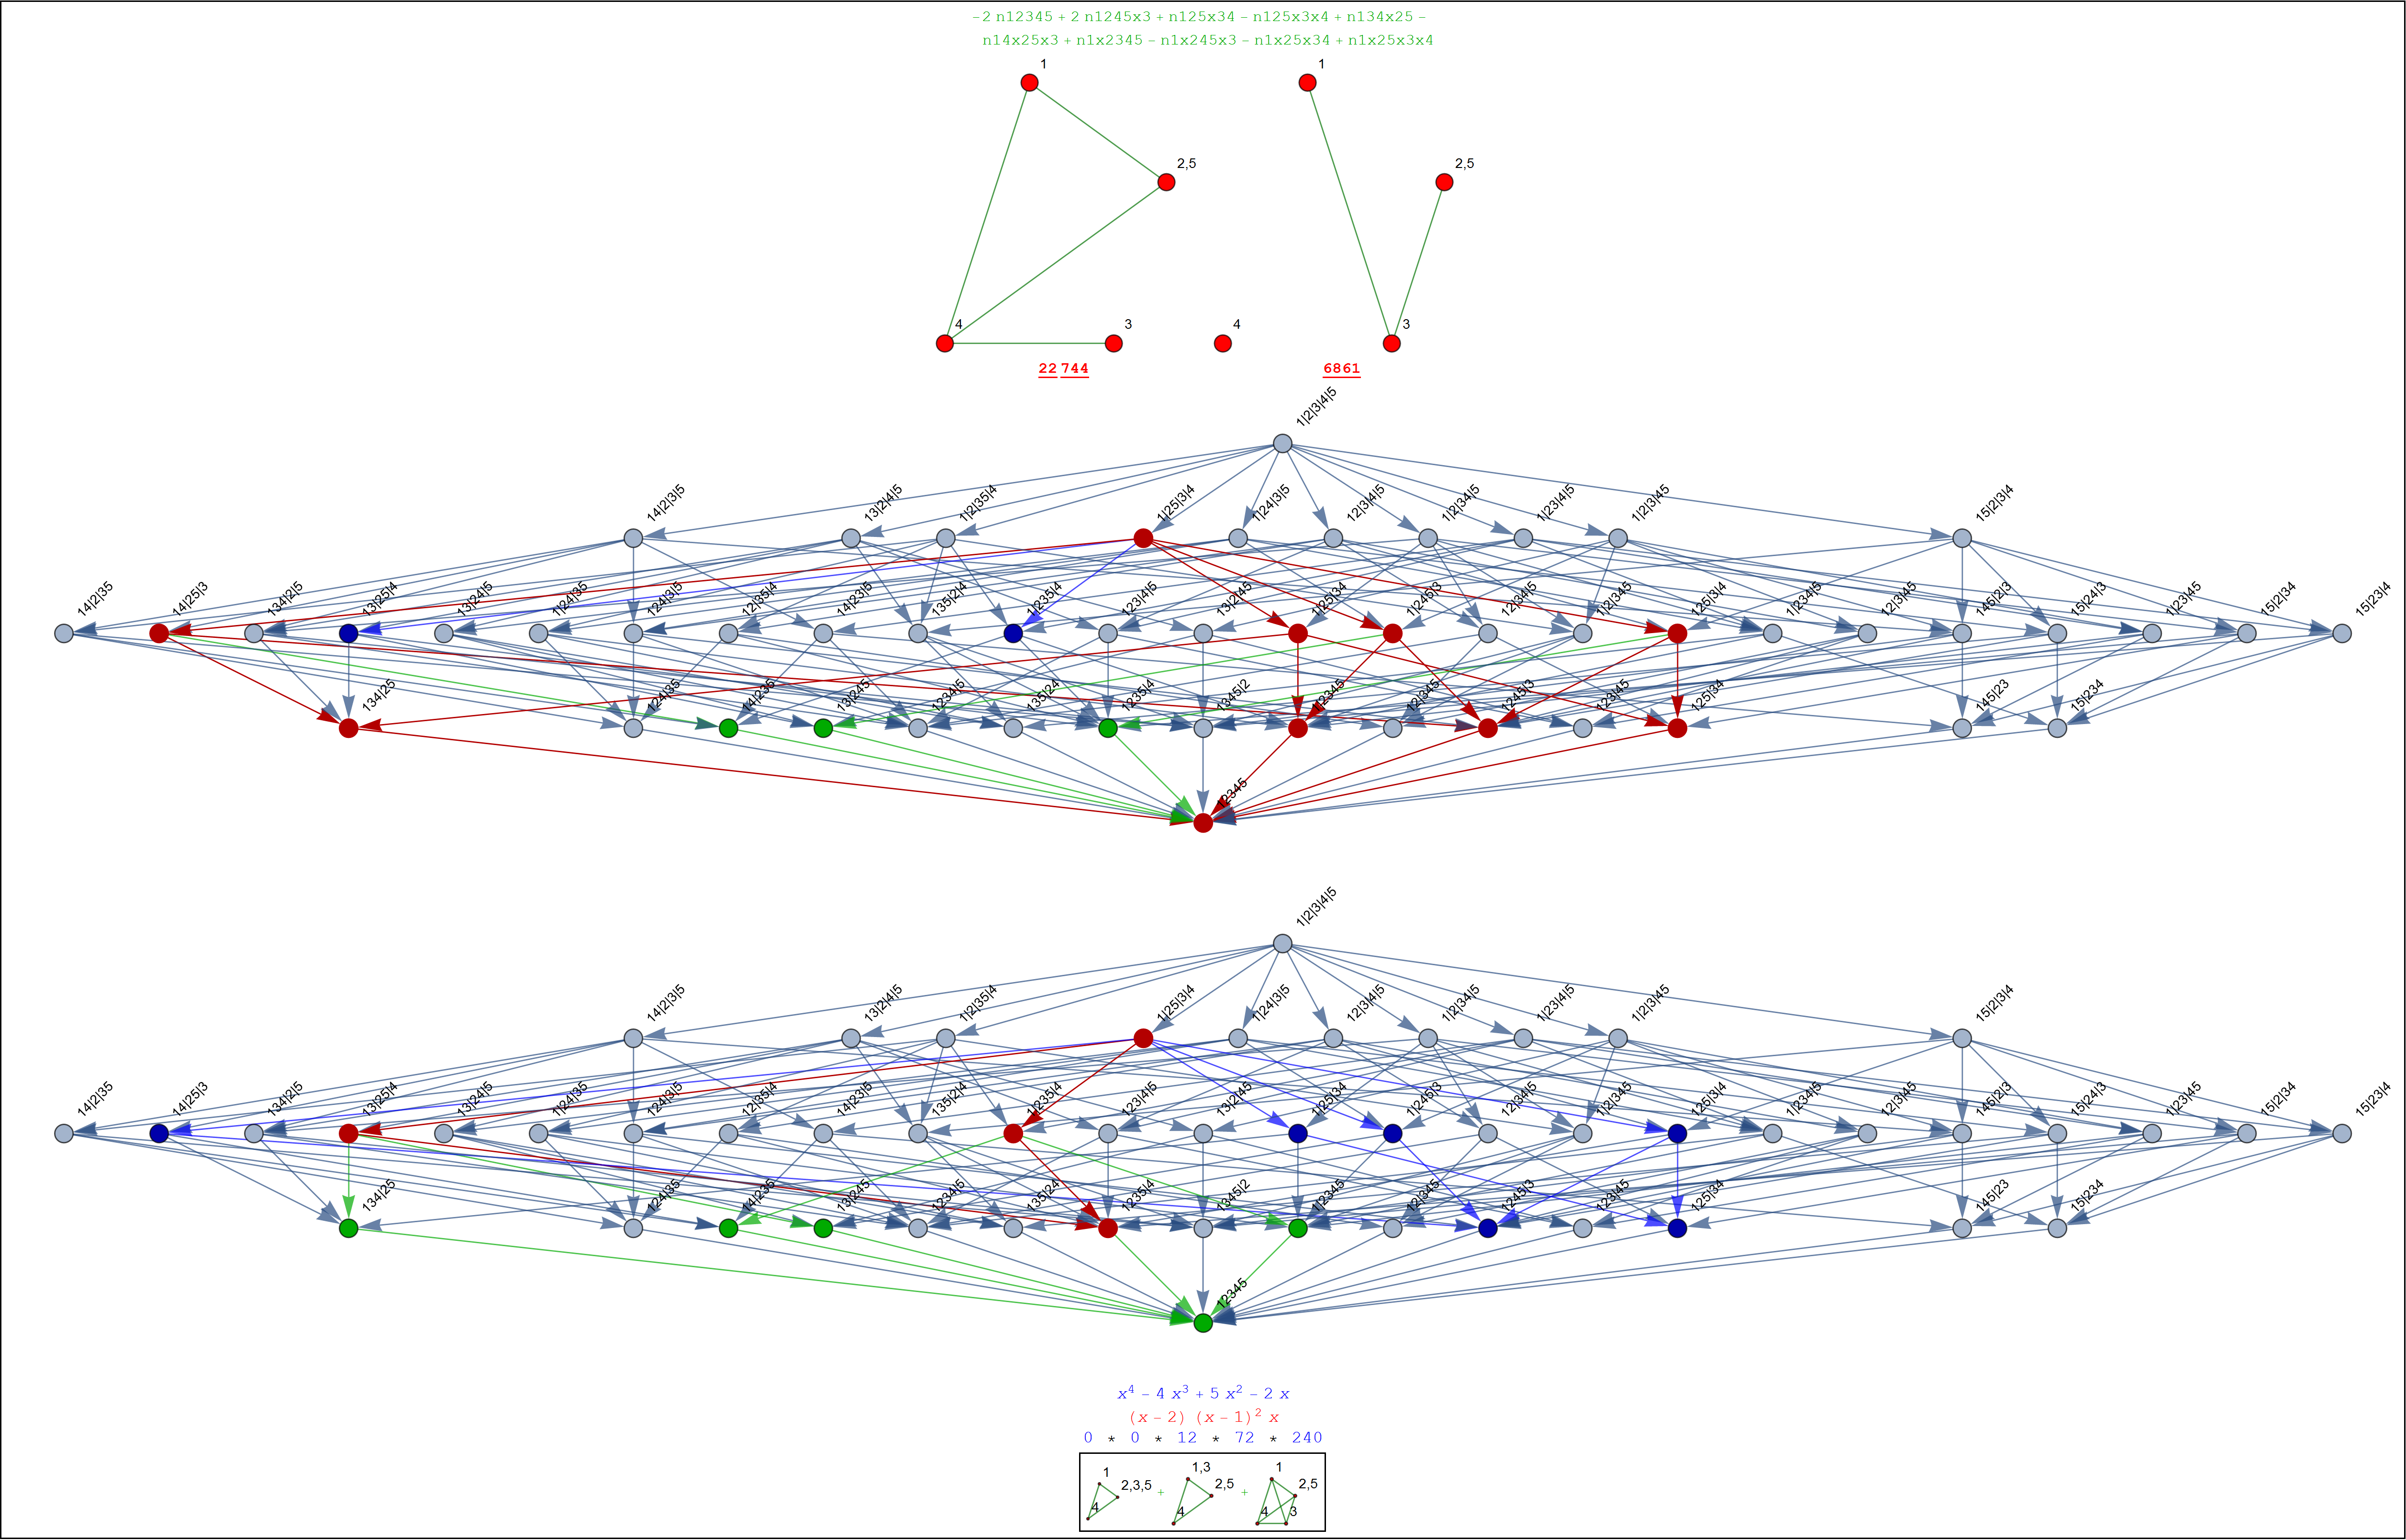 -2 n12345 + 2 n1245x3 + n125x34 - n125x3x4 + n134x25 -
n14x25x3 + n1x2345 - n1x245x3 - n1x25x34 + n1x25x3x4
1 1
2,5 2,5
4 3 4 3
22 744 6861
1|2|3|4|5
14|2|3|5 13|2|4|5 1|2|35|4 1|25|3|4 1|24|3|5 12|3|4|5 1|2|34|5 1|23|4|5 1|2|3|45 15|2|3|4
14|2|35 14|25|3 134|2|5 13|25|4 13|24|5 1|24|35 124|3|5 12|35|4 14|23|5 135|2|4 1|235|4 123|4|5 13|2|45 1|25|34 1|245|3 12|34|5 1|2|345 125|3|4 1|234|5 12|3|45 145|2|3 15|24|3 1|23|45 15|2|34 15|23|4
134|25 124|35 14|235 13|245 1234|5 135|24 1235|4 1345|2 1|2345 12|345 1245|3 123|45 125|34 145|23 15|234
12345
1|2|3|4|5
14|2|3|5 13|2|4|5 1|2|35|4 1|25|3|4 1|24|3|5 12|3|4|5 1|2|34|5 1|23|4|5 1|2|3|45 15|2|3|4
14|2|35 14|25|3 134|2|5 13|25|4 13|24|5 1|24|35 124|3|5 12|35|4 14|23|5 135|2|4 1|235|4 123|4|5 13|2|45 1|25|34 1|245|3 12|34|5 1|2|345 125|3|4 1|234|5 12|3|45 145|2|3 15|24|3 1|23|45 15|2|34 15|23|4
134|25 124|35 14|235 13|245 1234|5 135|24 1235|4 1345|2 1|2345 12|345 1245|3 123|45 125|34 145|23 15|234
12345
x⁴ - 4 x³ + 5 x² - 2 x
(x - 2) (x - 1)² x
0 * 0 * 12 * 72 * 240
1 1,3 1
2,3,5 + 2,5 + 2,5
4 4 4 3